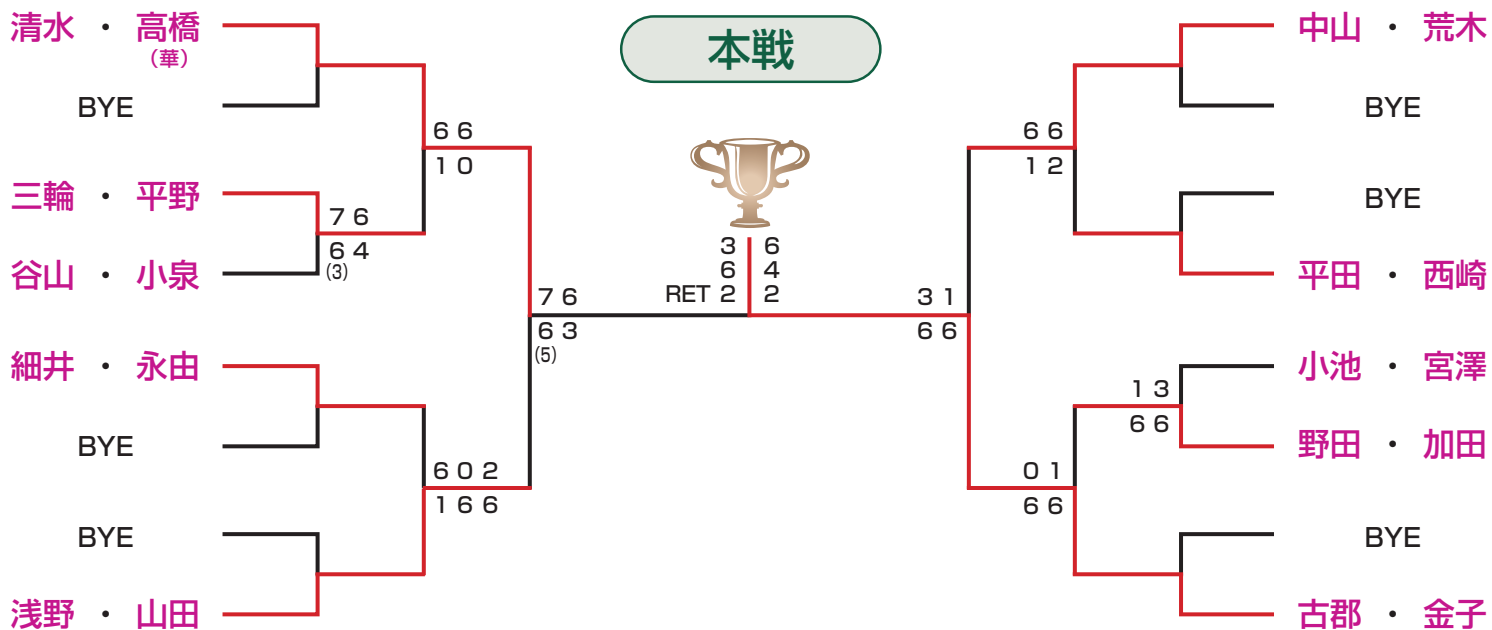 本戦
清水 ・ 高橋
(華)
BYE
6 6
1 0
三輪 ・ 平野
7 6
6 4
(3)
谷山 ・ 小泉
7 6
6 3
(5)
細井 ・ 永由
BYE
6 0 2
1 6 6
BYE
浅野 ・ 山田
3 6
6 4
RET 2 2
中山 ・ 荒木
BYE
6 6
1 2
BYE
平田 ・ 西崎
3 1
6 6
小池 ・ 宮澤
1 3
6 6
野田 ・ 加田
0 1
6 6
BYE
古郡 ・ 金子